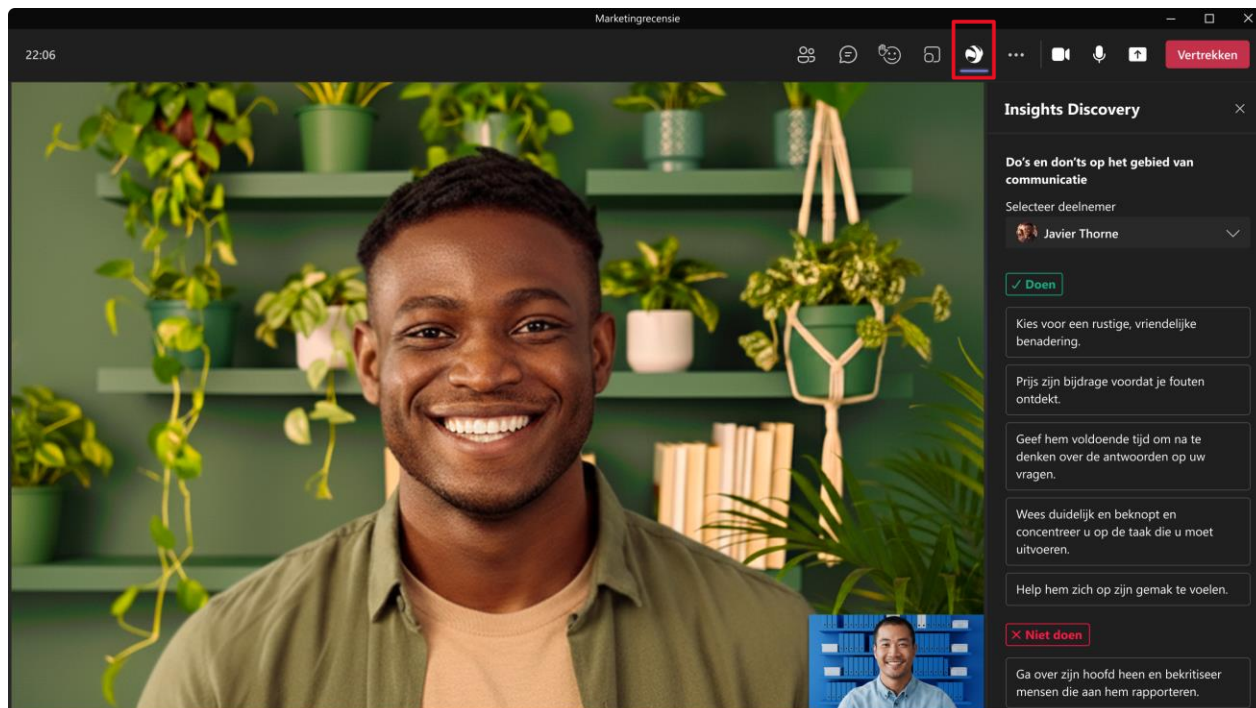 Marketingrecensie
22:06
Vertrekken
Insights Discovery
Do's en don'ts op het gebied van
communicatie
Selecteer deelnemer
Javier Thorne
✓ Doen
Kies voor een rustige, vriendelijke
benadering.
Prijs zijn bijdrage voordat je fouten
ontdekt.
Geef hem voldoende tijd om na te
denken over de antwoorden op uw
vragen.
Wees duidelijk en beknopt en
concentreer u op de taak die u moet
uitvoeren.
Help hem zich op zijn gemak te voelen.
✕ Niet doen
Ga over zijn hoofd heen en bekritiseer
mensen die aan hem rapporteren.